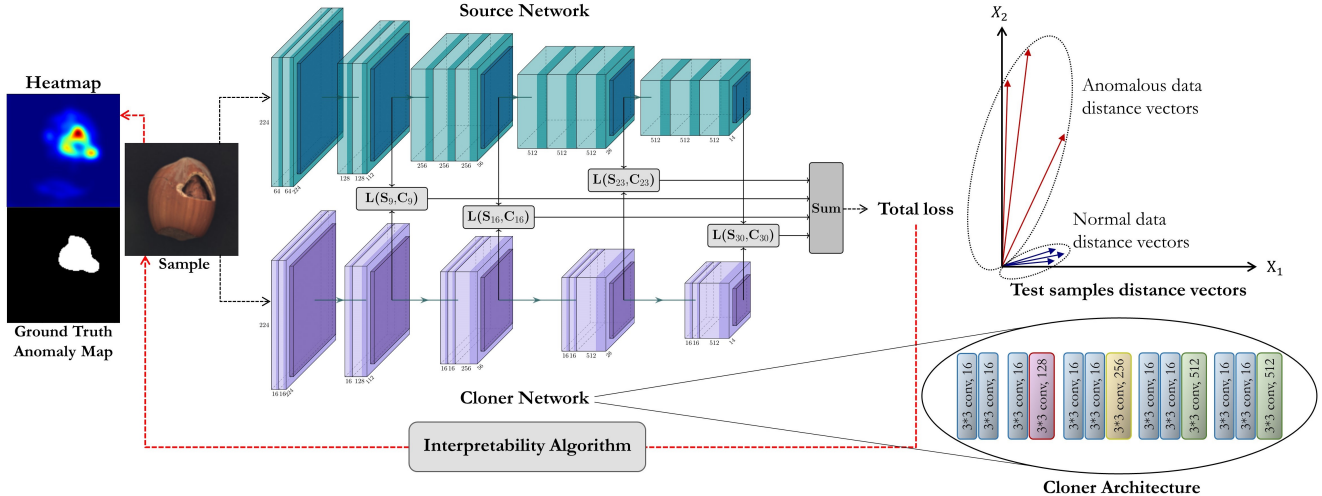 Source Network
Heatmap
Sample
Ground Truth
Anomaly Map
224
64 64 224
128 128 112
256 256 256 56
512 512 512 28
512 512 512 14
L(S9,C9)
L(S16,C16)
L(S23,C23)
L(S30,C30)
Sum
Total loss
224
16 16 224
16 128 112
16 16 256 56
16 16 512 28
16 16 512 14
Cloner Network
Interpretability Algorithm
X2
Anomalous data
distance vectors
Normal data
distance vectors
X1
Test samples distance vectors
3*3 conv, 16
3*3 conv, 16
3*3 conv, 16
3*3 conv, 128
3*3 conv, 16
3*3 conv, 16
3*3 conv, 256
3*3 conv, 16
3*3 conv, 16
3*3 conv, 512
3*3 conv, 16
3*3 conv, 16
3*3 conv, 512
Cloner Architecture